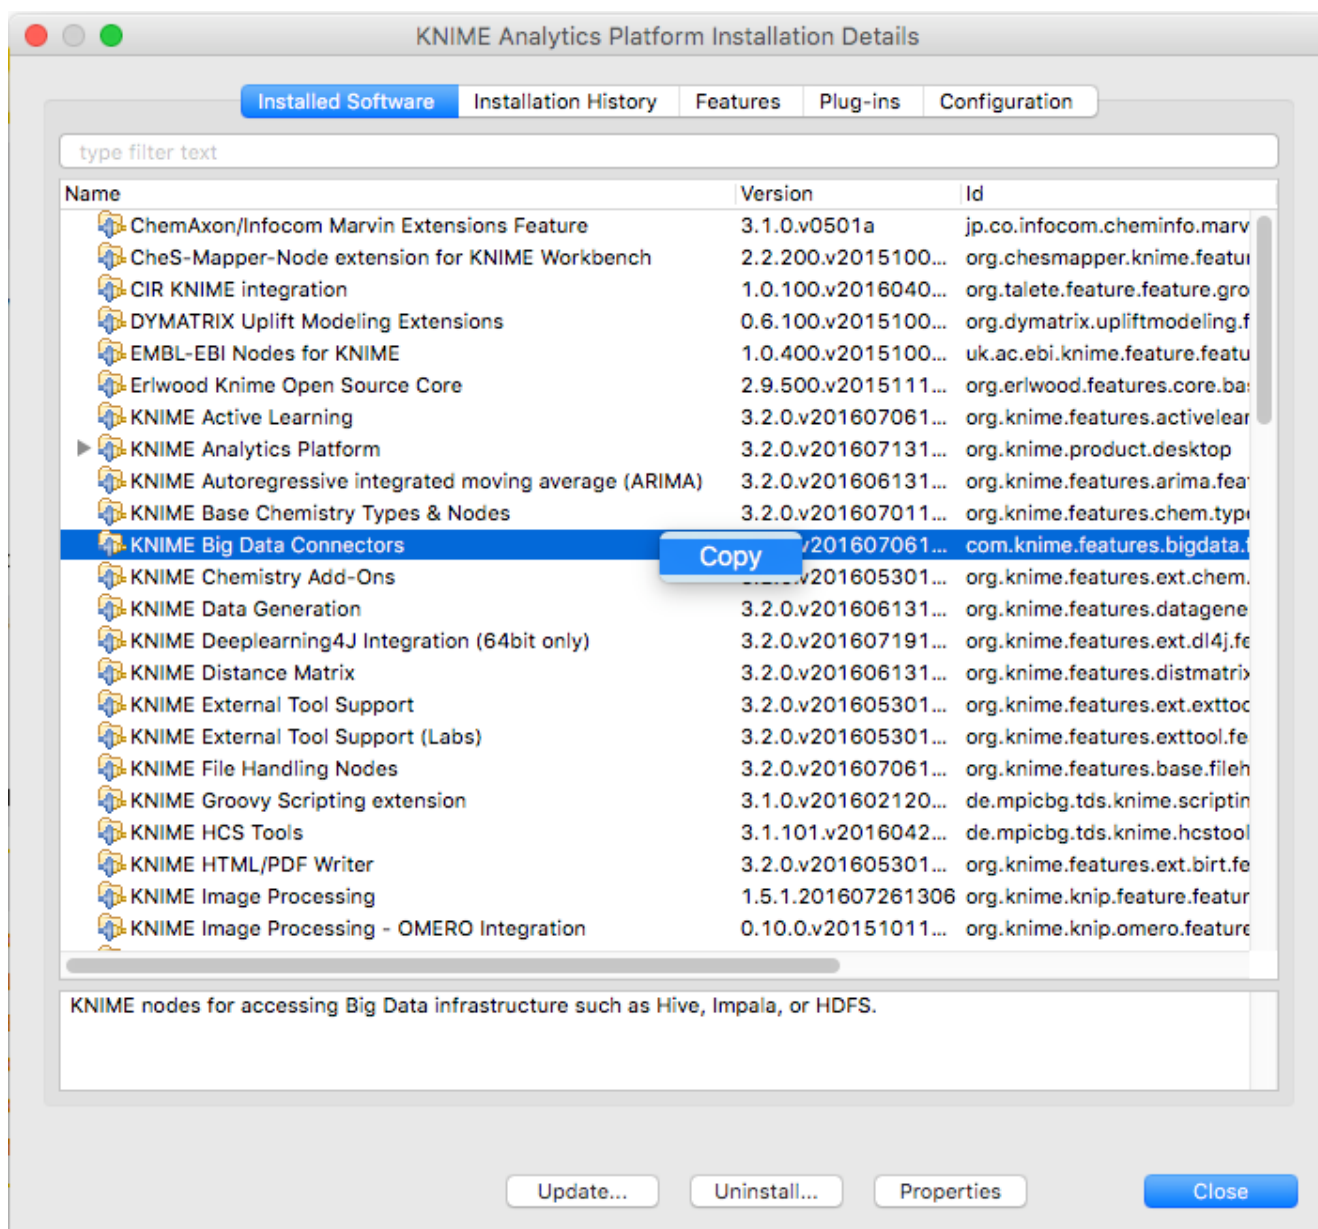 KNIME Analytics Platform Installation Details
Installed Software Installation History Features Plug-ins Configuration
type filter text
Name Version Id
ChemAxon/Infocom Marvin Extensions Feature 3.1.0.v0501a jp.co.infocom.cheminfo.marv
CheS-Mapper-Node extension for KNIME Workbench 2.2.200.v2015100... org.chesmapper.knime.featur
CIR KNIME integration 1.0.100.v2016040... org.talete.feature.feature.gro
DYMATRIX Uplift Modeling Extensions 0.6.100.v2015100... org.dymatrix.upliftmodeling.f
EMBL-EBI Nodes for KNIME 1.0.400.v2015100... uk.ac.ebi.knime.feature.featu
Erlwood Knime Open Source Core 2.9.500.v2015111... org.erlwood.features.core.ba
KNIME Active Learning 3.2.0.v201607061... org.knime.features.activelear
KNIME Analytics Platform 3.2.0.v201607131... org.knime.product.desktop
KNIME Autoregressive integrated moving average (ARIMA) 3.2.0.v201606131... org.knime.features.arima.fea
KNIME Base Chemistry Types & Nodes 3.2.0.v201607011... org.knime.features.chem.type
KNIME Big Data Connectors Copy v201607061... com.knime.features.bigdata.f
KNIME Chemistry Add-Ons 3.2.0.v201605301... org.knime.features.ext.chem.
KNIME Data Generation 3.2.0.v201606131... org.knime.features.datagene
KNIME Deeplearning4J Integration (64bit only) 3.2.0.v201607191... org.knime.features.ext.dl4j.fe
KNIME Distance Matrix 3.2.0.v201606131... org.knime.features.distmatrix
KNIME External Tool Support 3.2.0.v201605301... org.knime.features.ext.exttoo
KNIME External Tool Support (Labs) 3.2.0.v201605301... org.knime.features.exttool.fe
KNIME File Handling Nodes 3.2.0.v201607061... org.knime.features.base.fileh
KNIME Groovy Scripting extension 3.1.0.v201602120... de.mpicbg.tds.knime.scriptin
KNIME HCS Tools 3.1.101.v2016042... de.mpicbg.tds.knime.hcstool
KNIME HTML/PDF Writer 3.2.0.v201605301... org.knime.features.ext.birt.fe
KNIME Image Processing 1.5.1.201607261306 org.knime.knip.feature.featur
KNIME Image Processing - OMERO Integration 0.10.0.v20151011... org.knime.knip.omero.feature
KNIME nodes for accessing Big Data infrastructure such as Hive, Impala, or HDFS.
Update... Uninstall... Properties Close